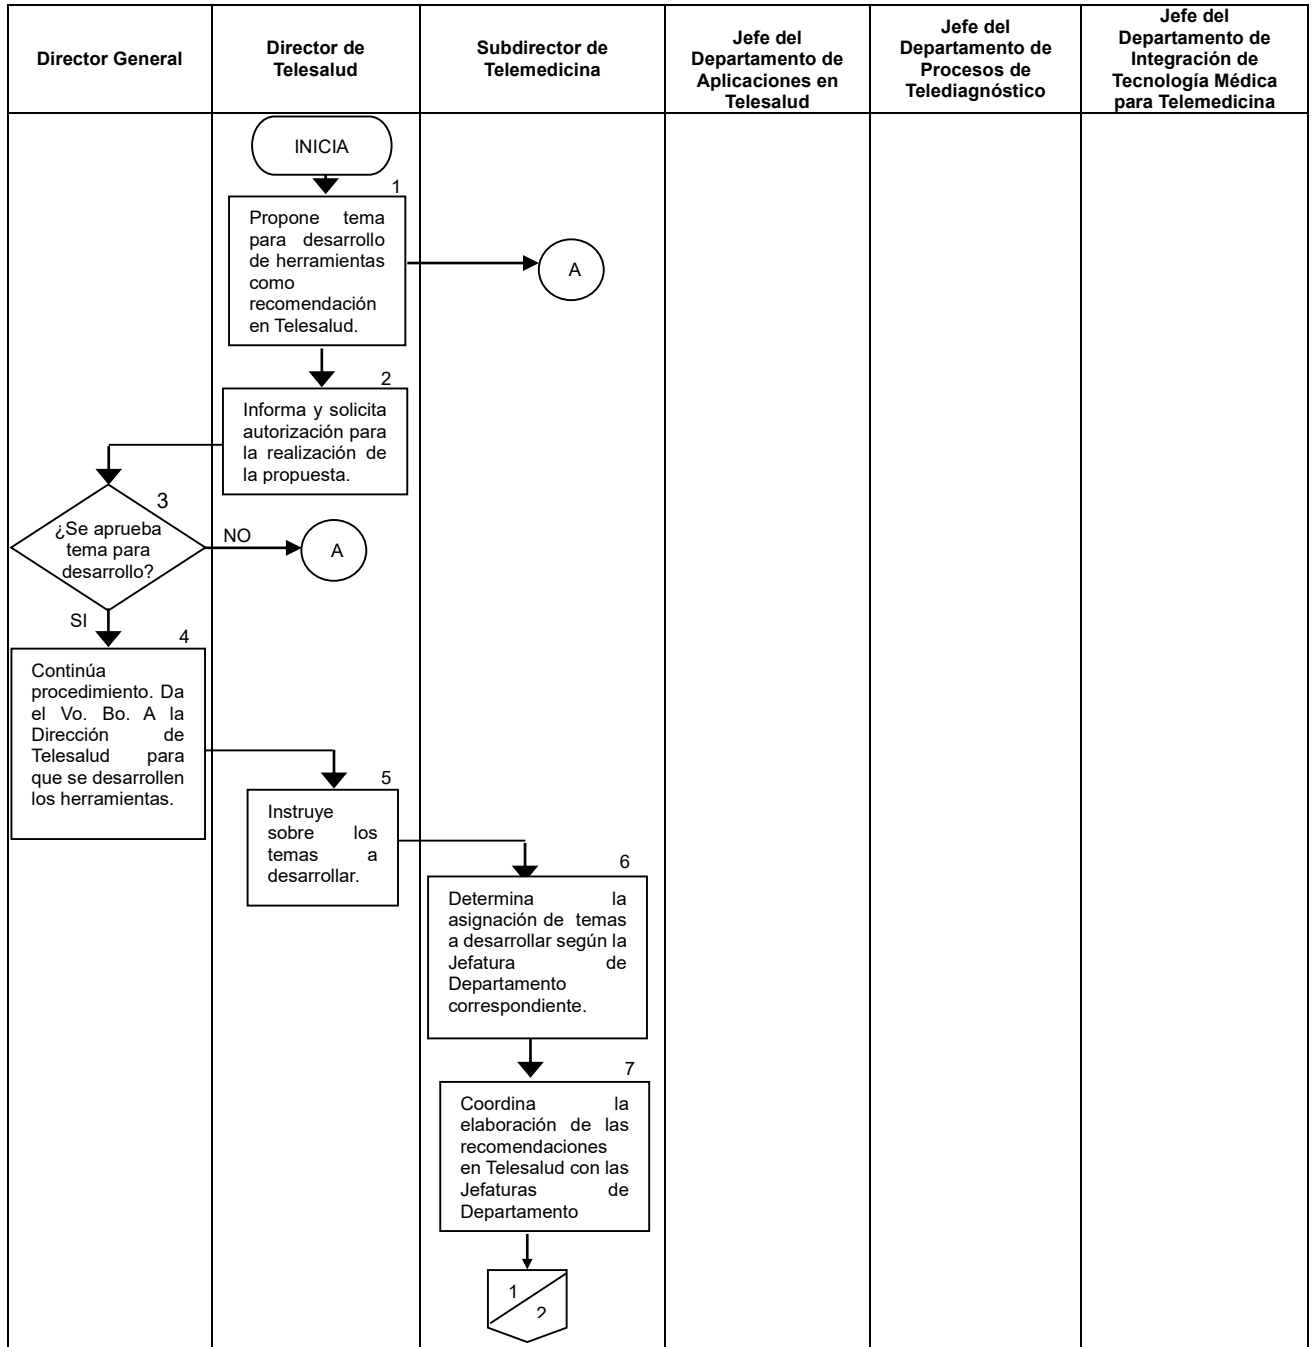 Director General
Director de
Telesalud
Subdirector de
Telemedicina
Jefe del
Departamento de
Aplicaciones en
Telesalud
Jefe del
Departamento de
Procesos de
Telediagnóstico
Jefe del
Departamento de
Integración de
Tecnología Médica
para Telemedicina
INICIA
1
Propone tema
para desarrollo
de herramientas
como
recomendación
en Telesalud.
A
2
Informa y solicita
autorización para
la realización de
la propuesta.
3
¿Se aprueba
tema para
desarrollo?
NO
A
SI
4
Continúa
procedimiento. Da
el Vo. Bo. A la
Dirección de
Telesalud para
que se desarrollen
los herramientas.
5
Instruye
sobre los
temas a
desarrollar.
6
Determina la
asignación de temas
a desarrollar según la
Jefatura de
Departamento
correspondiente.
7
Coordina la
elaboración de las
recomendaciones
en Telesalud con las
Jefaturas de
Departamento
1
2